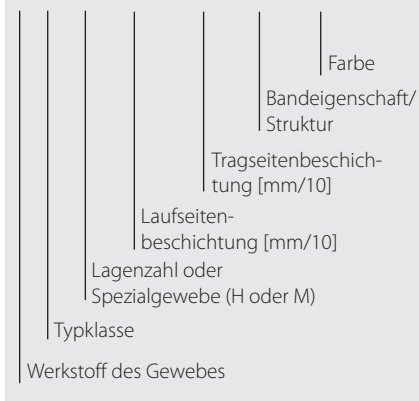 Farbe
Bandeigenschaft/
Struktur
Tragseitenbeschich-
tung [mm/10]
Laufseiten-
beschichtung [mm/10]
Lagenzahl oder
Spezialgewebe (H oder M)
Typklasse
Werkstoff des Gewebes